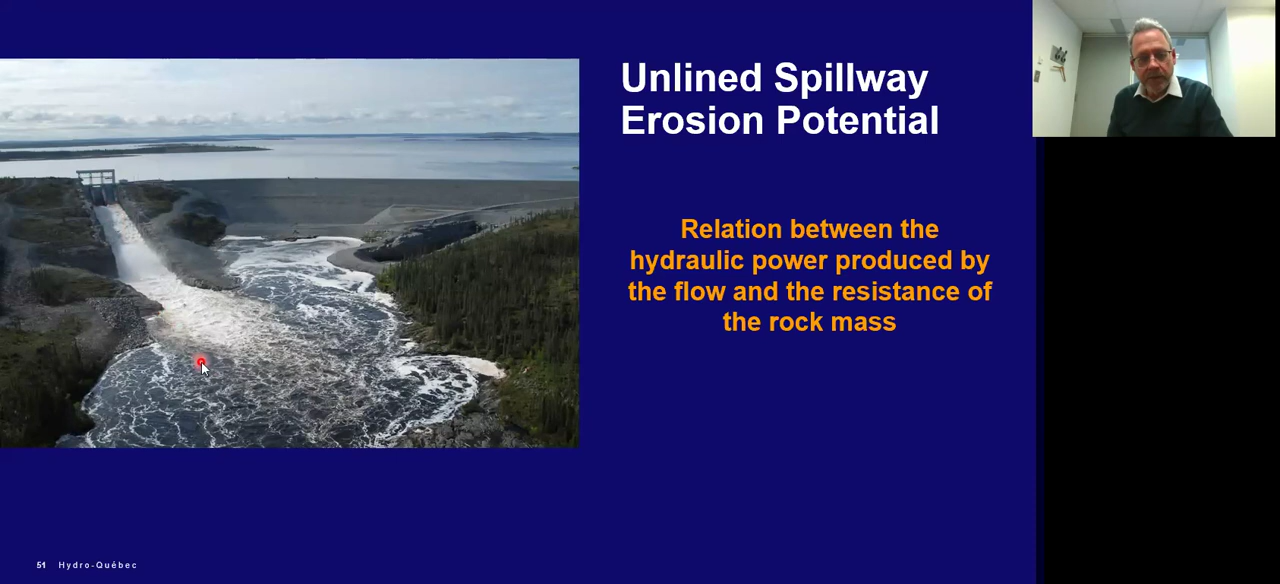 Unlined Spillway
Erosion Potential
Relation between the
hydraulic power produced by
the flow and the resistance of
the rock mass
51 Hydro-Québec